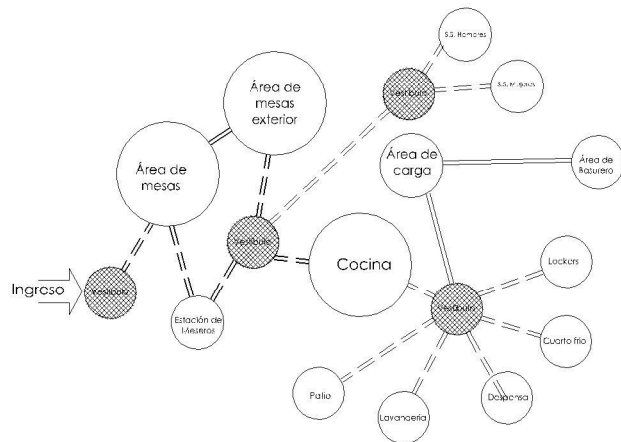 S.S. Hombres
S.S. Mujeres
Vestíbulo
Área de
mesas
exterior
Área de
mesas
Área de
carga
Área de
Basurero
Vestíbulo
Cocina
Lockers
Ingreso
Vestíbulo
Vestíbulo
Estación de
Meseros
Cuarto frío
Patio
Despensa
Lavandería